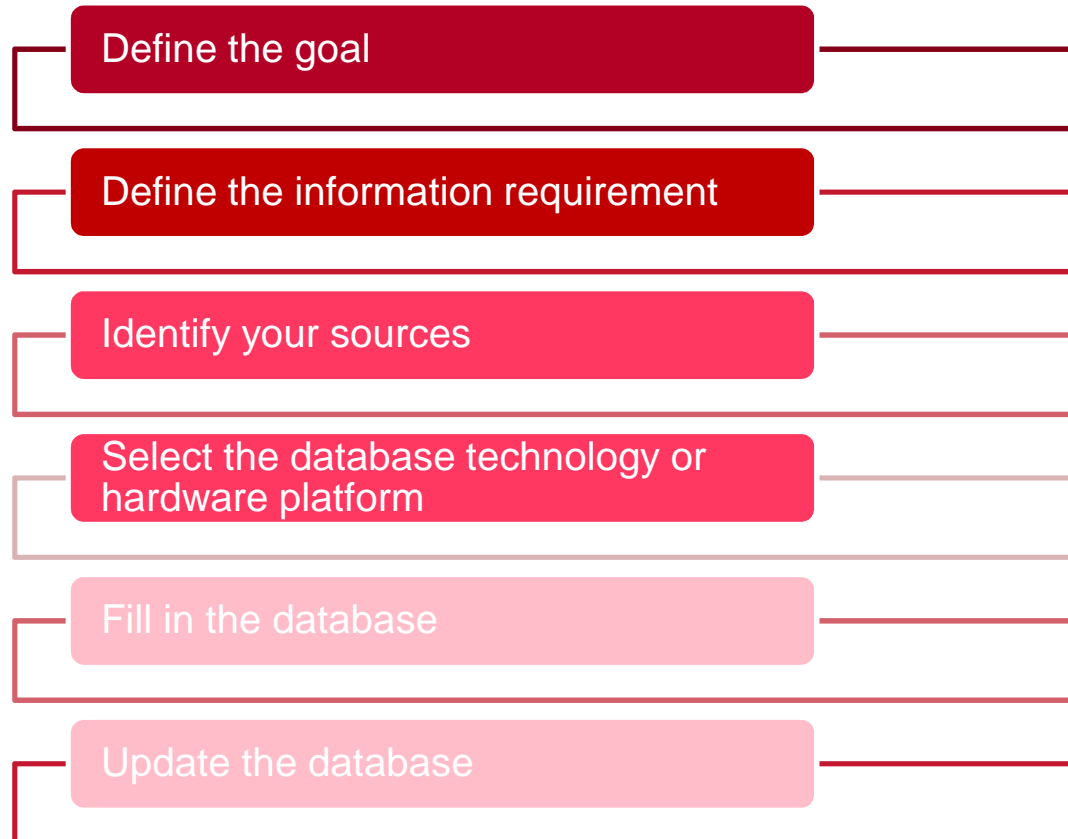 Define the goal
Define the information requirement
Identify your sources
Select the database technology or
hardware platform
Fill in the database
Update the database